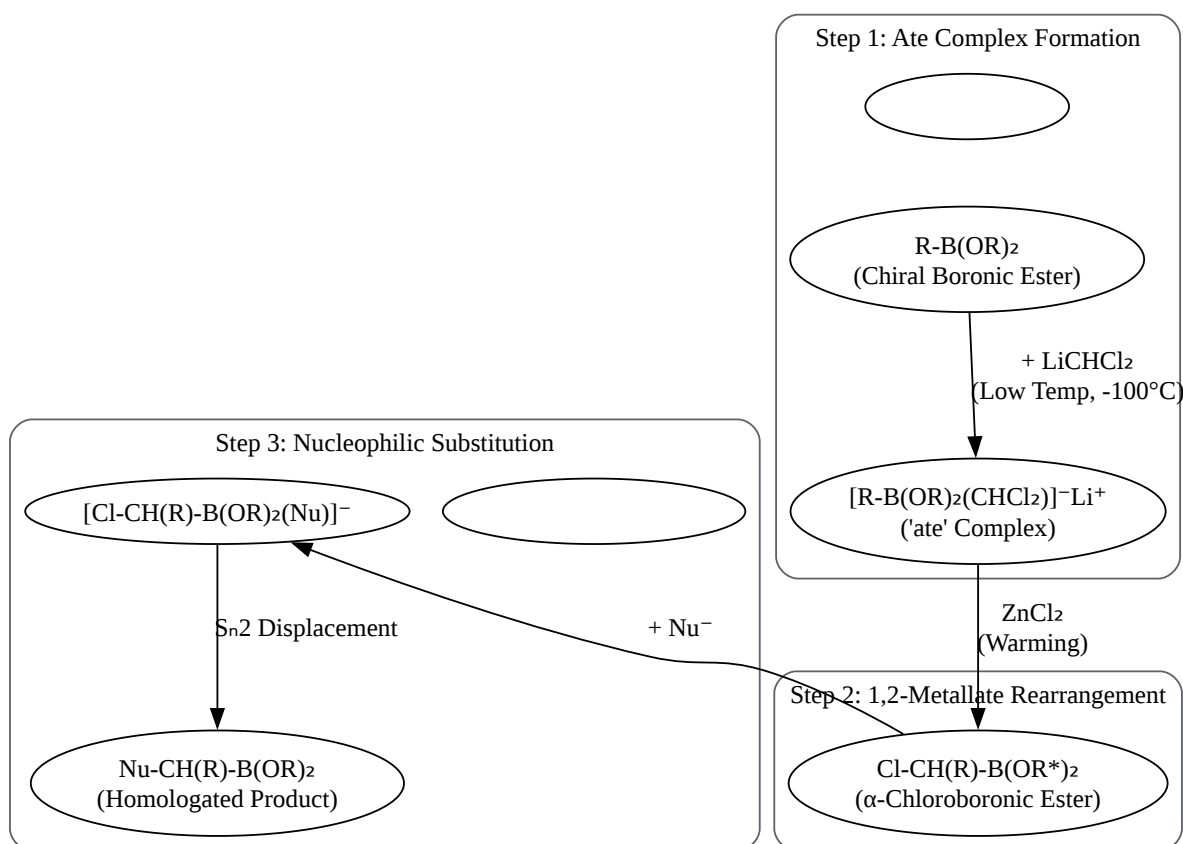 Step 1: Ate Complex Formation
R-B(OR)₂
(Chiral Boronic Ester)
+ LiCHCl₂
(Low Temp, -100°C)
[R-B(OR)₂(CHCl₂)]⁻Li⁺
('ate' Complex)
ZnCl₂
(Warming)
Step 2: 1,2-Metallate Rearrangement
Cl-CH(R)-B(OR*)₂
(α-Chloroboronic Ester)
Step 3: Nucleophilic Substitution
+ Nu⁻
[Cl-CH(R)-B(OR)₂(Nu)]⁻
Sₙ2 Displacement
Nu-CH(R)-B(OR)₂
(Homologated Product)